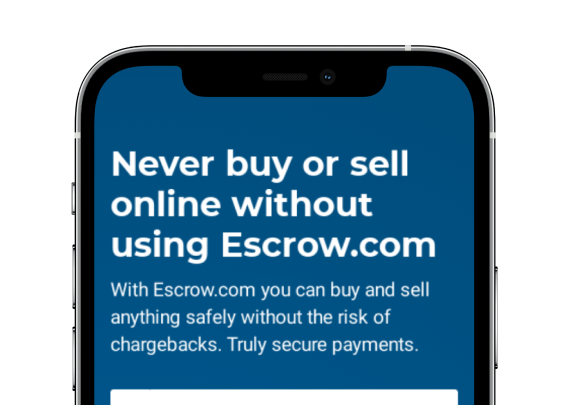 Never buy or sell
online without
using Escrow.com
With Escrow.com you can buy and sell
anything safely without the risk of
chargebacks. Truly secure payments.